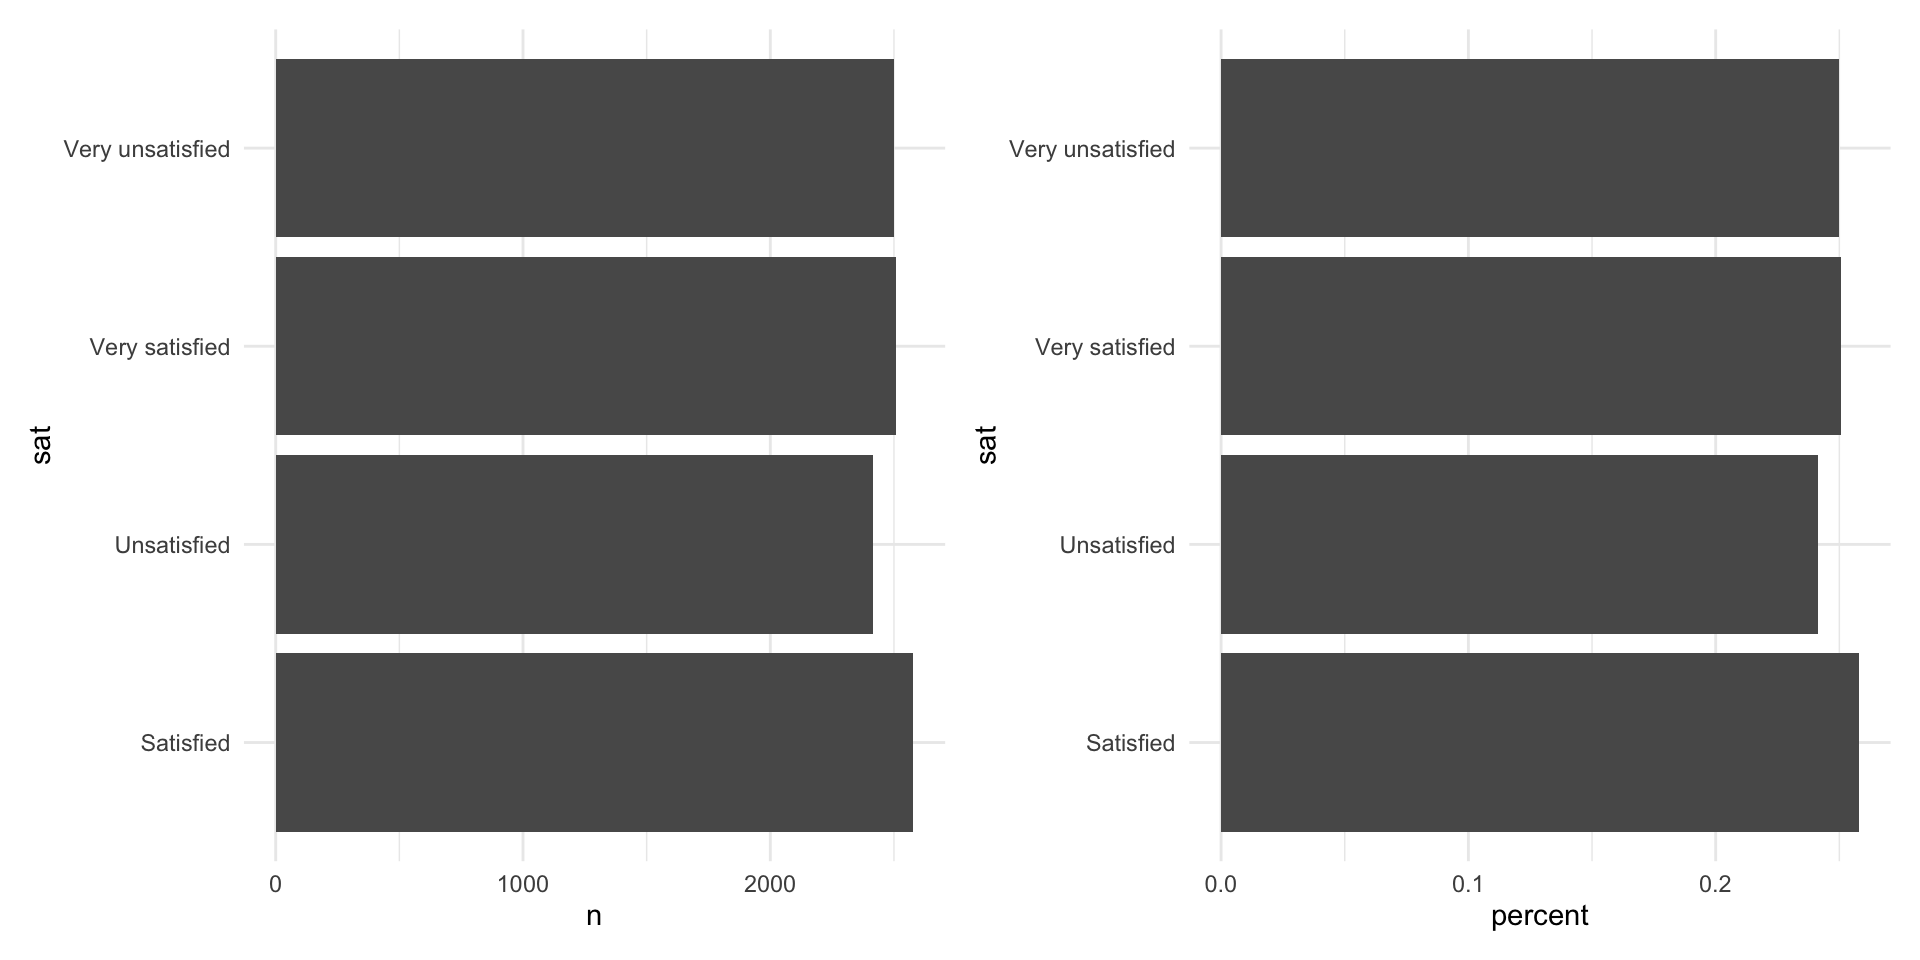 sat
Very unsatisfied
Very satisfied
Unsatisfied
Satisfied
0 1000 2000
n
sat
Very unsatisfied
Very satisfied
Unsatisfied
Satisfied
0.0 0.1 0.2
percent